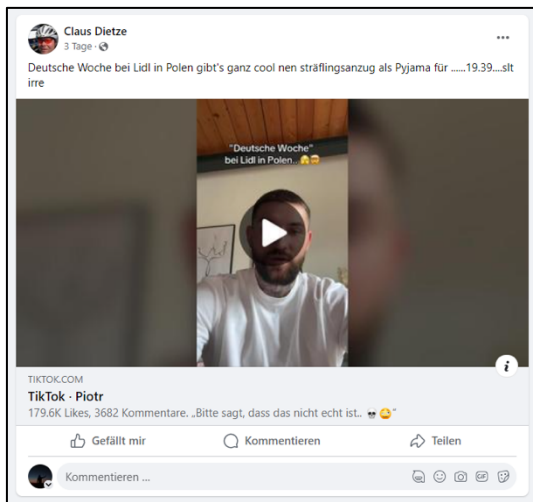 Claus Dietze
3 Tage ·
Deutsche Woche bei Lidl in Polen gibt's ganz cool nen sträflingsanzug als Pyjama für ......19.39....slt
irre
"Deutsche Woche"
bei Lidl in Polen..
i
TIKTOK.COM
TikTok · Piotr
179.6K Likes, 3682 Kommentare. „Bitte sagt, dass das nicht echt ist.. 💀😩“
Gefällt mir
Kommentieren
Teilen
Kommentieren ...
GIF